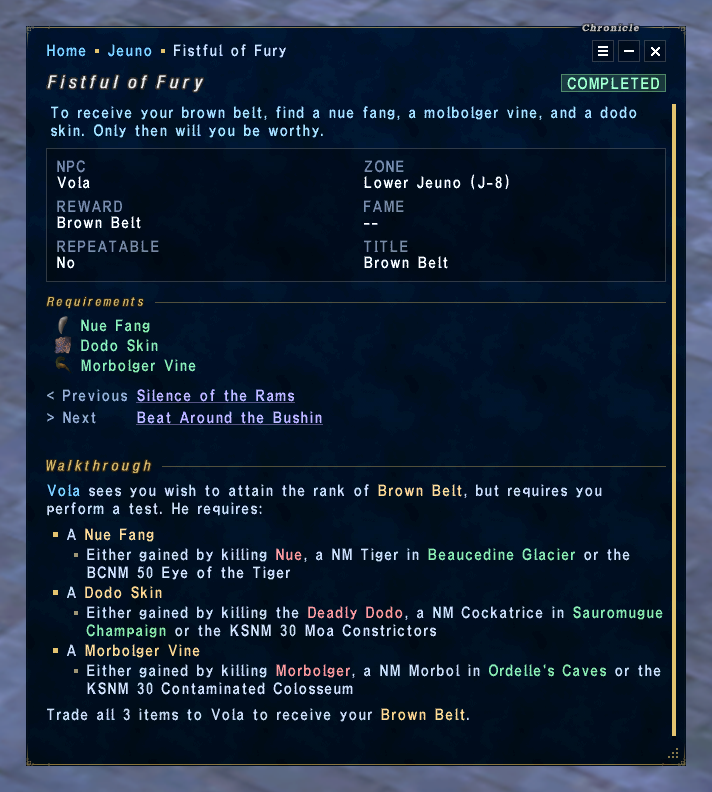 Chronicle
Home ▪ Jeuno ▪ Fistful of Fury
Fistful of Fury
COMPLETED
To receive your brown belt, find a nue fang, a molbolger vine, and a dodo
skin. Only then will you be worthy.
NPC
Vola
ZONE
Lower Jeuno (J-8)
REWARD
Brown Belt
FAME
--
REPEATABLE
No
TITLE
Brown Belt
Requirements
Nue Fang
Dodo Skin
Morbolger Vine
< Previous Silence of the Rams
> Next Beat Around the Bushin
Walkthrough
Vola sees you wish to attain the rank of Brown Belt, but requires you
perform a test. He requires:
▪ A Nue Fang
▪ Either gained by killing Nue, a NM Tiger in Beaucedine Glacier or the
BCNM 50 Eye of the Tiger
▪ A Dodo Skin
▪ Either gained by killing the Deadly Dodo, a NM Cockatrice in Sauromugue
Champaign or the KSNM 30 Moa Constrictors
▪ A Morbolger Vine
▪ Either gained by killing Morbolger, a NM Morbol in Ordelle's Caves or the
KSNM 30 Contaminated Colosseum
Trade all 3 items to Vola to receive your Brown Belt.